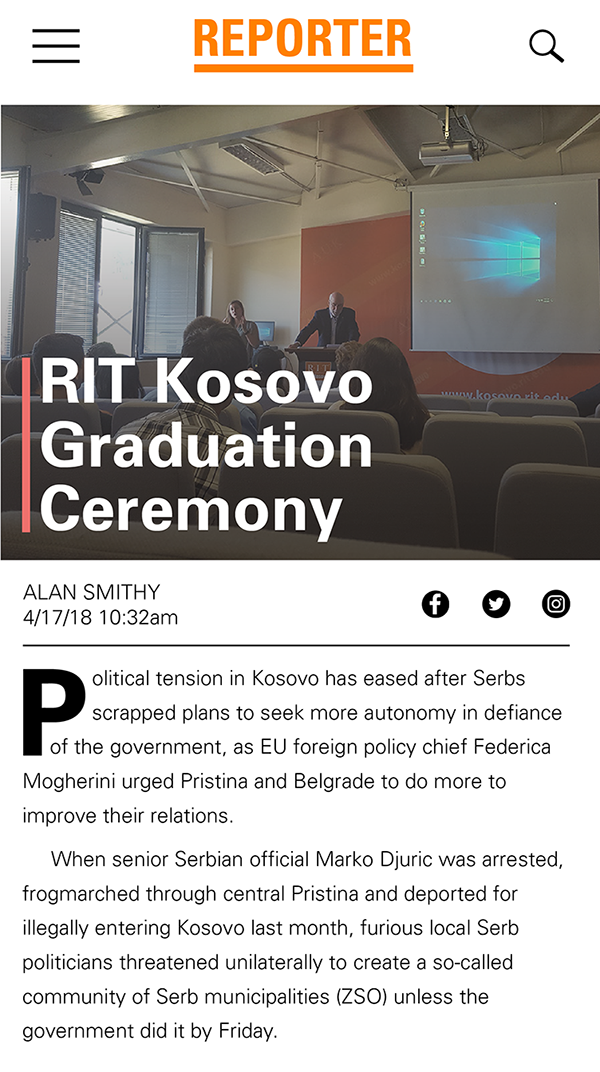 REPORTER
RIT
www.kosovo.rit.edu
RIT Kosovo
Graduation
Ceremony
ALAN SMITHY
4/17/18 10:32am
Political tension in Kosovo has eased after Serbs
scrapped plans to seek more autonomy in defiance
of the government, as EU foreign policy chief Federica
Mogherini urged Pristina and Belgrade to do more to
improve their relations.
When senior Serbian official Marko Djuric was arrested,
frogmarched through central Pristina and deported for
illegally entering Kosovo last month, furious local Serb
politicians threatened unilaterally to create a so-called
community of Serb municipalities (ZSO) unless the
government did it by Friday.